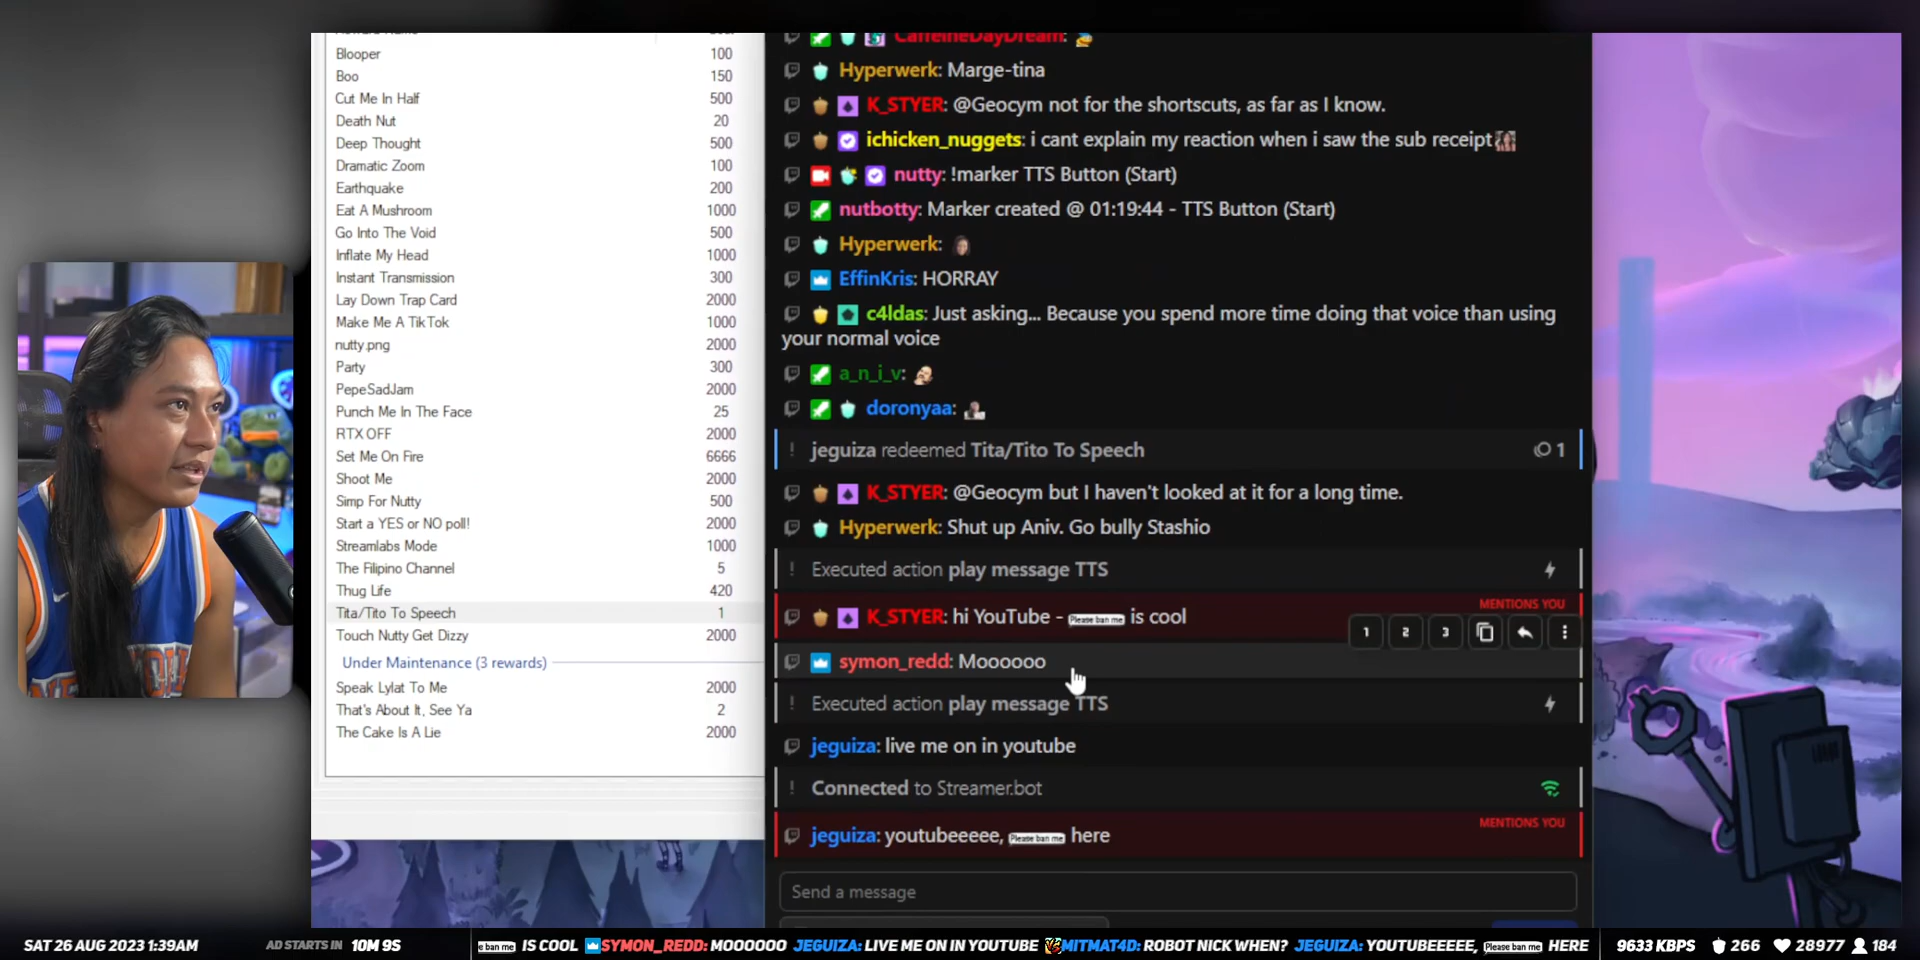 Blooper 100
Boo 150
Cut Me In Half 500
Death Nut 20
Deep Thought 500
Dramatic Zoom 100
Earthquake 200
Eat A Mushroom 1000
Go Into The Void 500
Inflate My Head 1000
Instant Transmission 300
Lay Down Trap Card 2000
Make Me A TikTok 1000
nutty.png 2000
Party 300
PepeSadJam 2000
Punch Me In The Face 25
RTX OFF 2000
Set Me On Fire 6666
Shoot Me 2000
Simp For Nutty 500
Start a YES or NO poll! 2000
Streamlabs Mode 1000
The Filipino Channel 5
Thug Life 420
Tita/Tito To Speech 1
Touch Nutty Get Dizzy 2000
Under Maintenance (3 rewards)
Speak Lylat To Me 2000
That's About It, See Ya 2
The Cake Is A Lie 2000
CaffeineDayDream:
Hyperwerk: Marge-tina
K_STYER: @Geocym not for the shortscuts, as far as I know.
ichicken_nuggets: i cant explain my reaction when i saw the sub receipt
nutty: !marker TTS Button (Start)
nutbotty: Marker created @ 01:19:44 - TTS Button (Start)
Hyperwerk:
EffinKris: HORRAY
c4ldas: Just asking... Because you spend more time doing that voice than using
your normal voice
a_n_i_v:
doronyaa:
! jeguiza redeemed Tita/Tito To Speech 1
K_STYER: @Geocym but I haven't looked at it for a long time.
Hyperwerk: Shut up Aniv. Go bully Stashio
! Executed action play message TTS
MENTIONS YOU
K_STYER: hi YouTube - Please ban me is cool
1 2 3
symon_redd: Moooooo
! Executed action play message TTS
jeguiza: live me on in youtube
! Connected to Streamer.bot
MENTIONS YOU
jeguiza: youtubeeeee, Please ban me here
Send a message
SAT 26 AUG 2023 1:39AM AD STARTS IN 10M 9S e ban me IS COOL SYMON_REDD: MOOOOOO JEGUIZA: LIVE ME ON IN YOUTUBE MITMAT4D: ROBOT NICK WHEN? JEGUIZA: YOUTUBEEEEE, Please ban me HERE 9633 KBPS 266 28977 184